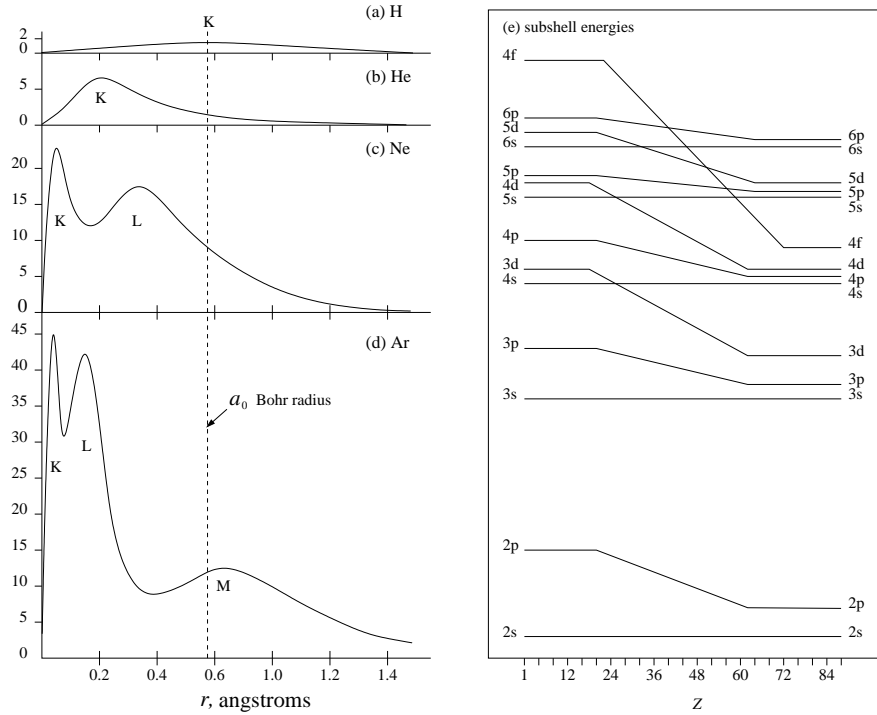 (a) H
K
2
0
(b) He
5
K
0
(c) Ne
20
15
K
L
10
5
0
(d) Ar
45
40
35
a0 Bohr radius
30
L
K
25
20
15
10
M
5
0
0.2 0.4 0.6 0.8 1.0 1.2 1.4
r, angstroms
(e) subshell energies
4f
6p
5d
6s
5p
4d
5s
4p
3d
4s
3p
3s
2p
2s
6p
6s
5d
5p
5s
4f
4d
4p
4s
3d
3p
3s
2p
2s
1 12 24 36 48 60 72 84
Z